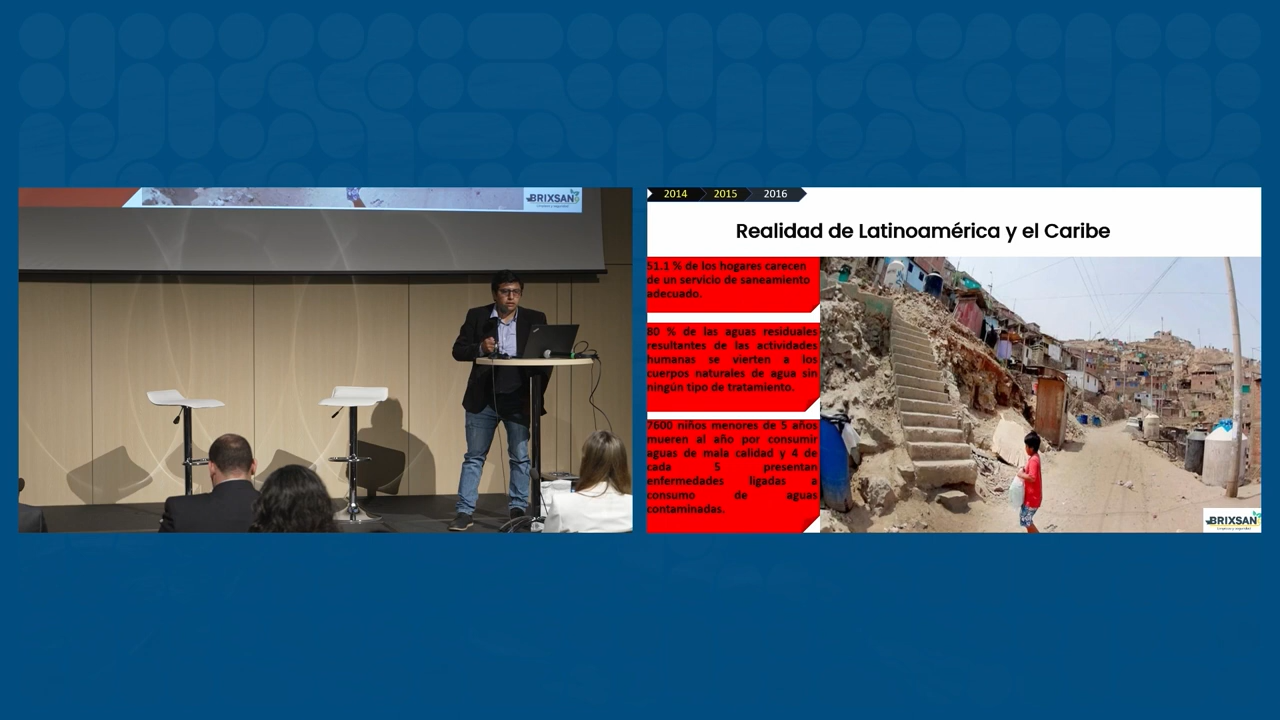 BRIXSAN
2014 2015 2016
Realidad de Latinoamérica y el Caribe
51.1 % de los hogares carecen
de un servicio de saneamiento
adecuado.
80 % de las aguas residuales
resultantes de las actividades
humanas se vierten a los
cuerpos naturales de agua sin
ningún tipo de tratamiento.
7600 niños menores de 5 años
mueren al año por consumir
aguas de mala calidad y 4 de
cada 5 presentan
enfermedades ligadas a
consumo de aguas
contaminadas.
BRIXSAN